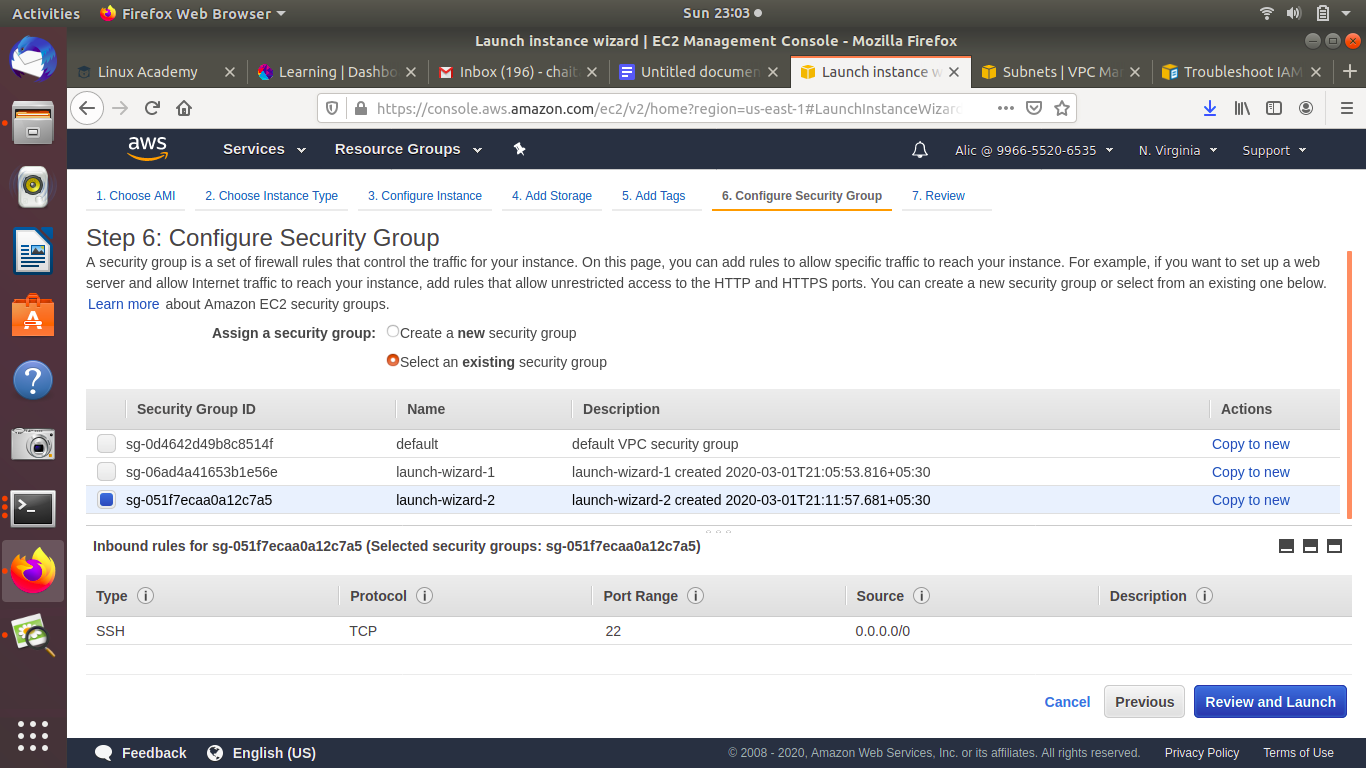 Activities Firefox Web Browser Sun 23:03
Launch instance wizard | EC2 Management Console - Mozilla Firefox
Linux Academy Learning | Dashbo Inbox (196) - chait Untitled documen Launch instance w Subnets | VPC Ma Troubleshoot IAM
https://console.aws.amazon.com/ec2/v2/home?region=us-east-1#LaunchInstanceWizard
aws Services Resource Groups Alic @ 9966-5520-6535 N. Virginia Support
1. Choose AMI 2. Choose Instance Type 3. Configure Instance 4. Add Storage 5. Add Tags 6. Configure Security Group 7. Review
Step 6: Configure Security Group
A security group is a set of firewall rules that control the traffic for your instance. On this page, you can add rules to allow specific traffic to reach your instance. For example, if you want to set up a web
server and allow Internet traffic to reach your instance, add rules that allow unrestricted access to the HTTP and HTTPS ports. You can create a new security group or select from an existing one below.
Learn more about Amazon EC2 security groups.
Assign a security group: Create a new security group
Select an existing security group
Security Group ID Name Description Actions
sg-0d4642d49b8c8514f default default VPC security group Copy to new
sg-06ad4a41653b1e56e launch-wizard-1 launch-wizard-1 created 2020-03-01T21:05:53.816+05:30 Copy to new
sg-051f7ecaa0a12c7a5 launch-wizard-2 launch-wizard-2 created 2020-03-01T21:11:57.681+05:30 Copy to new
Inbound rules for sg-051f7ecaa0a12c7a5 (Selected security groups: sg-051f7ecaa0a12c7a5)
Type Protocol Port Range Source Description
SSH TCP 22 0.0.0.0/0
Cancel Previous Review and Launch
Feedback English (US) © 2008 - 2020, Amazon Web Services, Inc. or its affiliates. All rights reserved. Privacy Policy Terms of Use